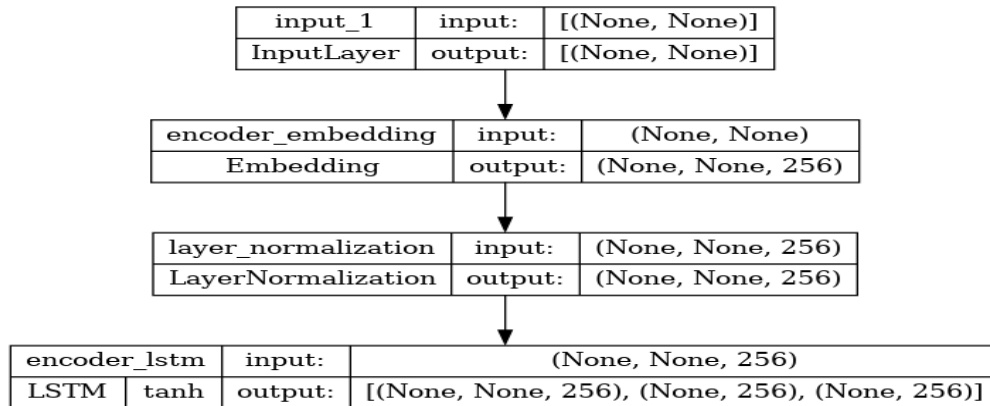 input_1 input: [(None, None)]
InputLayer output: [(None, None)]
encoder_embedding input: (None, None)
Embedding output: (None, None, 256)
layer_normalization input: (None, None, 256)
LayerNormalization output: (None, None, 256)
encoder_lstm input: (None, None, 256)
LSTM tanh output: [(None, None, 256), (None, 256), (None, 256)]